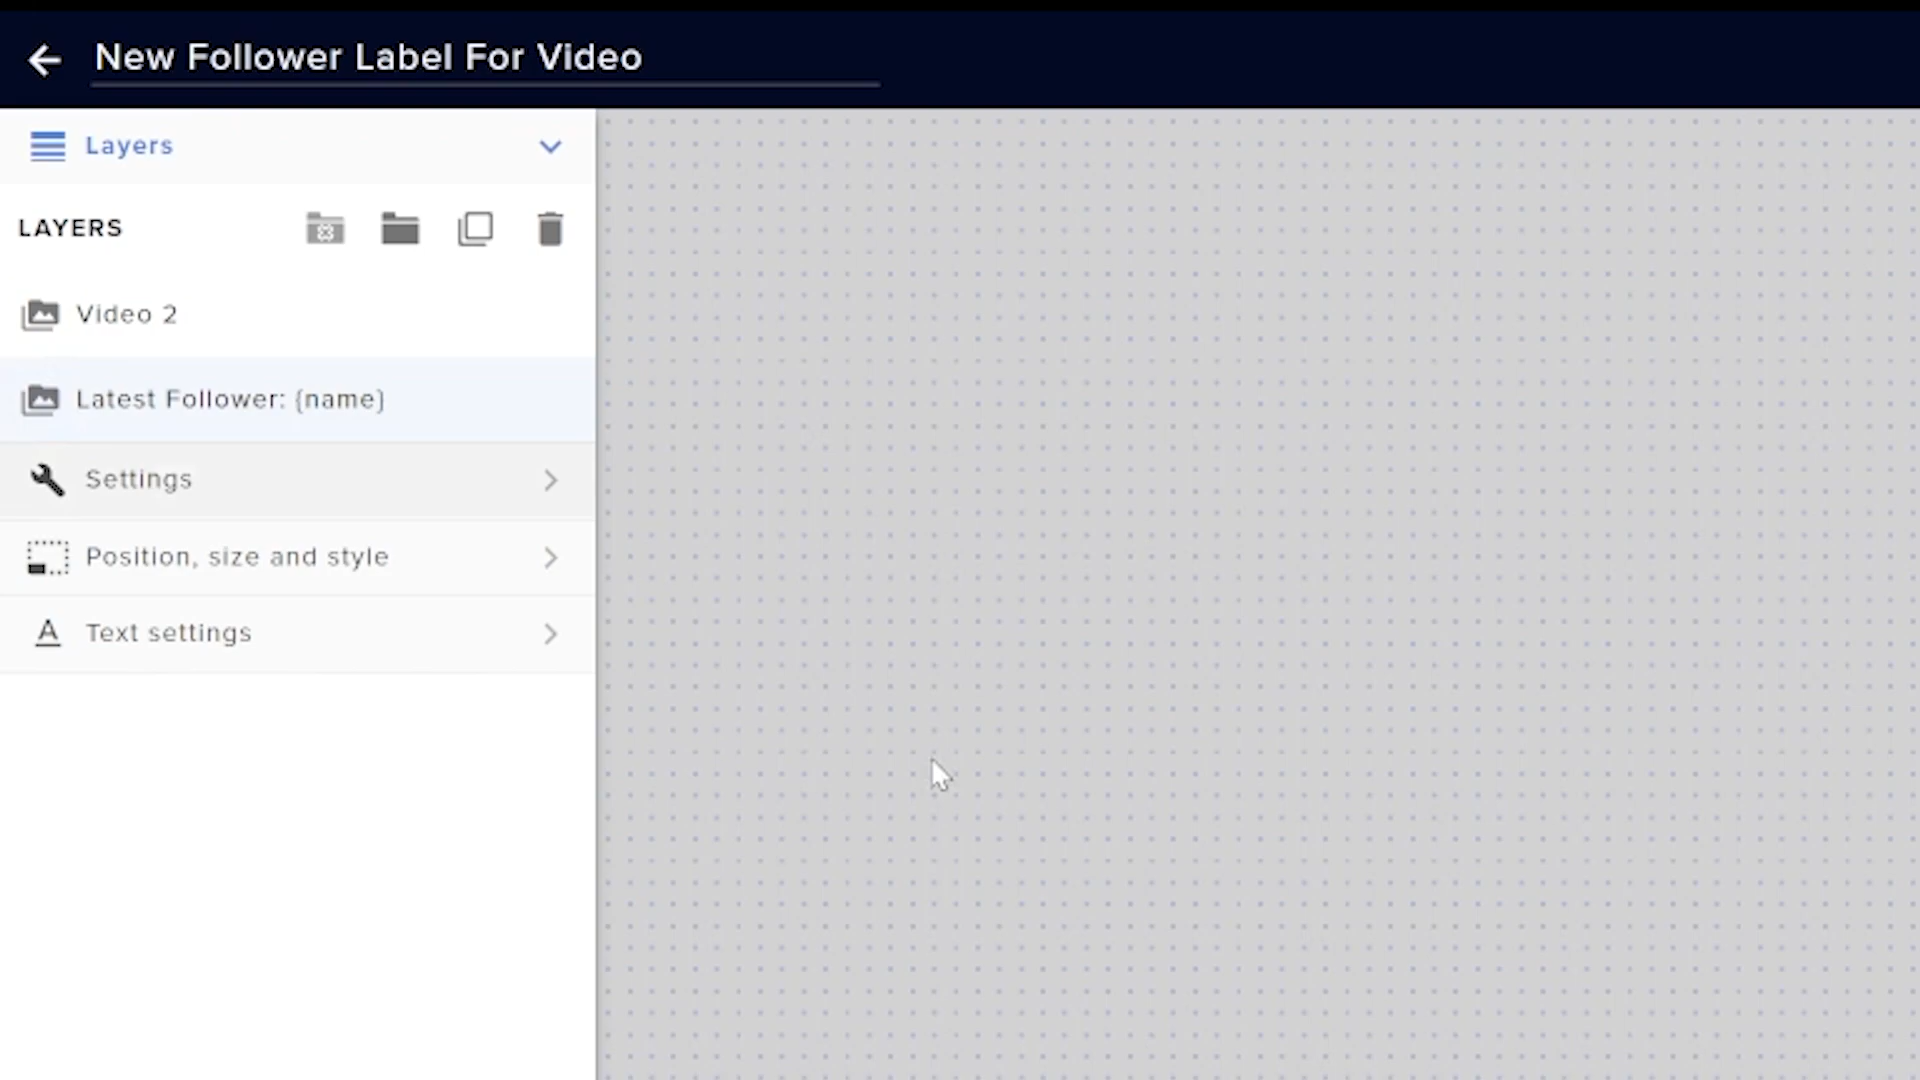 New Follower Label For Video
Layers
LAYERS
Video 2
Latest Follower: {name}
Settings
Position, size and style
Text settings